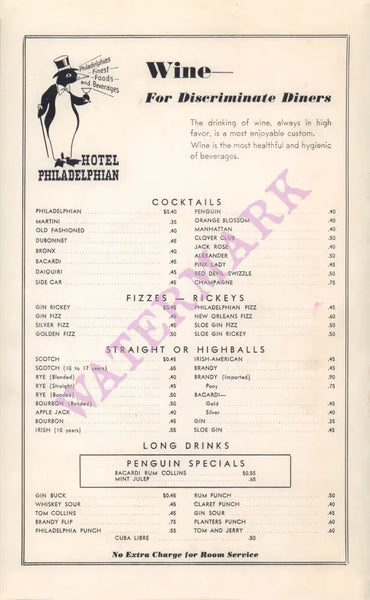 Philadelphia's
Finest
Foods
and
Beverages
HOTEL
PHILADELPHIAN
Wine—
For Discriminate Diners
The drinking of wine, always in high
favor, is a most enjoyable custom.
Wine is the most healthful and hygienic
of beverages.
WATERMARK
COCKTAILS
PHILADELPHIAN $0.40
MARTINI .35
OLD FASHIONED .40
DUBONNET .45
BRONX .40
BACARDI .45
DAIQUIRI .45
SIDE CAR .45
PENGUIN .40
ORANGE BLOSSOM .40
MANHATTAN .40
CLOVER CLUB .50
JACK ROSE .40
ALEXANDER .50
PINK LADY .45
RED DEVIL SWIZZLE .50
CHAMPAGNE .75
FIZZES — RICKEYS
GIN RICKEY $0.45
GIN FIZZ .45
SILVER FIZZ .45
GOLDEN FIZZ .50
PHILADELPHIAN FIZZ .45
NEW ORLEANS FIZZ .60
SLOE GIN FIZZ .50
SLOE GIN RICKEY .50
STRAIGHT OR HIGHBALLS
SCOTCH $0.45
SCOTCH (10 to 17 years) .65
RYE (Blended) .40
RYE (Straight) .45
RYE (Bonded) .50
BOURBON (Bonded) .50
APPLE JACK .40
BOURBON .45
IRISH (10 years) .55
IRISH-AMERICAN .45
BRANDY .45
BRANDY (Imported)
Pony .75
BACARDI—
Gold .45
Silver .40
GIN .35
SLOE GIN .45
LONG DRINKS
PENGUIN SPECIALS
BACARDI RUM COLLINS $0.55
MINT JULEP .65
GIN BUCK $0.45
WHISKEY SOUR .45
TOM COLLINS .45
BRANDY FLIP .75
PHILADELPHIA PUNCH .55
RUM PUNCH .50
CLARET PUNCH .40
GIN SOUR .45
PLANTERS PUNCH .60
TOM AND JERRY .60
CUBA LIBRE .50
No Extra Charge for Room Service